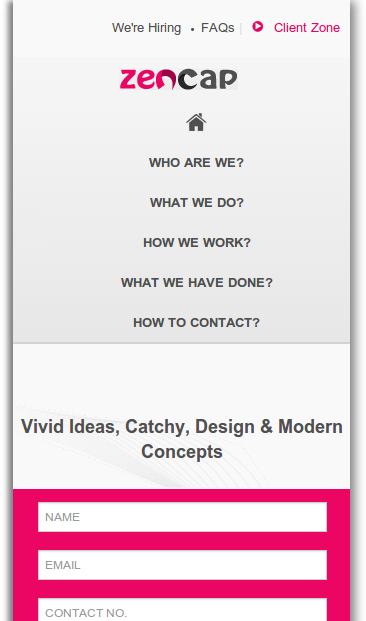 We're Hiring • FAQs | Client Zone
zencap
WHO ARE WE?
WHAT WE DO?
HOW WE WORK?
WHAT WE HAVE DONE?
HOW TO CONTACT?
Vivid Ideas, Catchy, Design & Modern
Concepts
NAME
EMAIL
CONTACT NO.